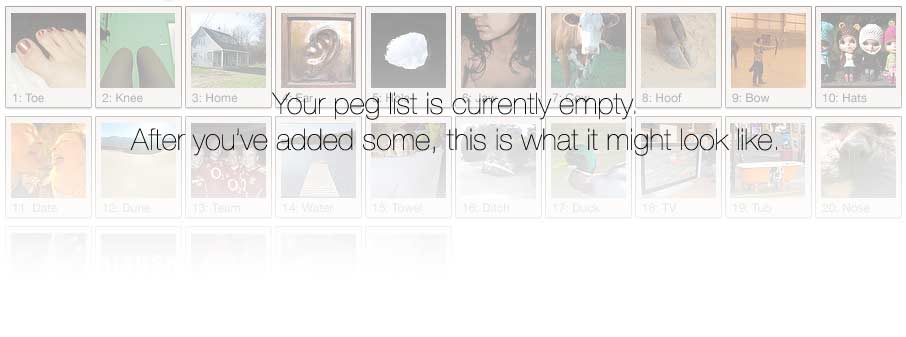 1: Toe
2: Knee
3: Home
4: Ear
5: Hole
6: Jaw
7: Cow
8: Hoof
9: Bow
10: Hats
Your peg list is currently empty.
After you've added some, this is what it might look like.
11: Date
12: Dune
13: Team
14: Water
15: Towel
16: Ditch
17: Duck
18: TV
19: Tub
20: Nose